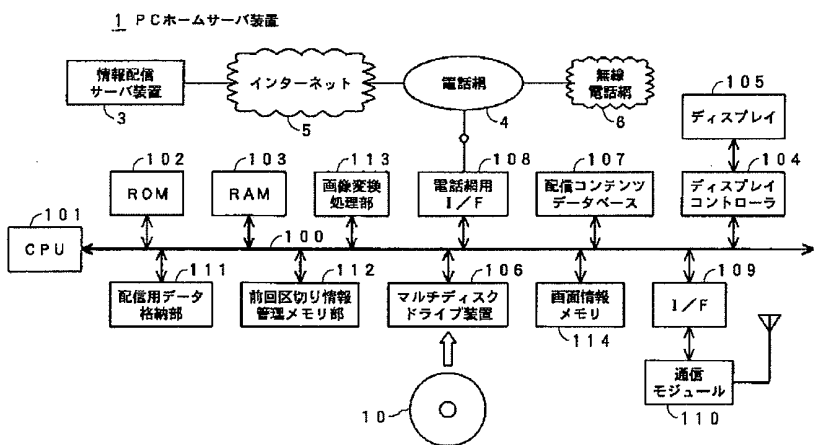 1 PCホームサーバ装置
情報配信
サーバ装置
3
インターネット
5
電話網
4
無線
電話網
6
105
ディスプレイ
102
ROM
103
RAM
113
画像変換
処理部
108
電話網用
I/F
107
配信コンテンツ
データベース
104
ディスプレイ
コントローラ
101
CPU
100
111
配信用データ
格納部
112
前回区切り情報
管理メモリ部
106
マルチディスク
ドライブ装置
画面情報
メモリ
114
109
I/F
通信
モジュール
110
10